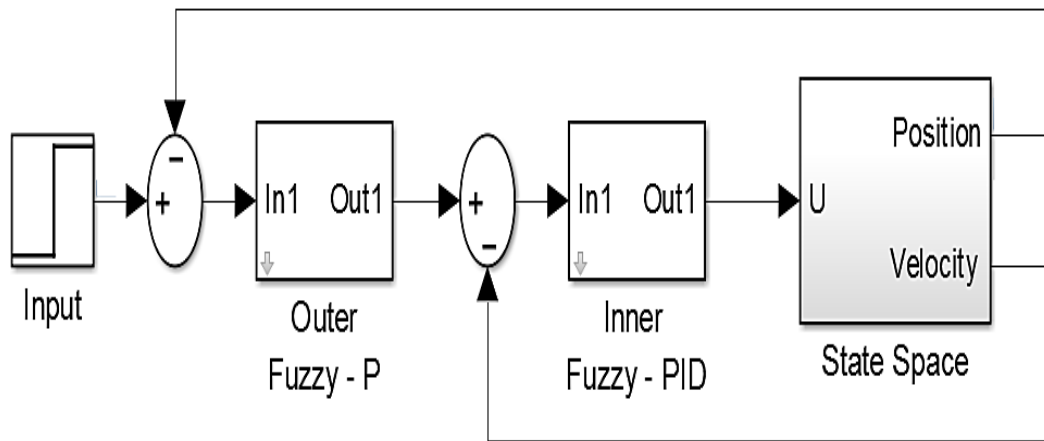 −
+
Input
In1 Out1
Outer
Fuzzy - P
+
−
In1 Out1
Inner
Fuzzy - PID
U
Position
Velocity
State Space